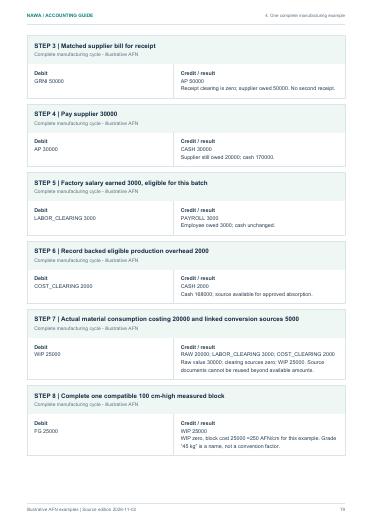 NAWA / ACCOUNTING GUIDE
4. One complete manufacturing example
STEP 3 | Matched supplier bill for receipt
Complete manufacturing cycle - illustrative AFN
Debit
GRNI 50000
Credit / result
AP 50000
Receipt clearing is zero; supplier owed 50000. No second receipt.
STEP 4 | Pay supplier 30000
Complete manufacturing cycle - illustrative AFN
Debit
AP 30000
Credit / result
CASH 30000
Supplier still owed 20000; cash 170000.
STEP 5 | Factory salary earned 3000, eligible for this batch
Complete manufacturing cycle - illustrative AFN
Debit
LABOR_CLEARING 3000
Credit / result
PAYROLL 3000
Employee owed 3000; cash unchanged.
STEP 6 | Record backed eligible production overhead 2000
Complete manufacturing cycle - illustrative AFN
Debit
COST_CLEARING 2000
Credit / result
CASH 2000
Cash 168000; source available for approved absorption.
STEP 7 | Actual material consumption costing 20000 and linked conversion sources 5000
Complete manufacturing cycle - illustrative AFN
Debit
WIP 25000
Credit / result
RAW 20000; LABOR_CLEARING 3000; COST_CLEARING 2000
Raw value 30000; clearing sources zero; WIP 25000. Source
documents cannot be reused beyond available amounts.
STEP 8 | Complete one compatible 100 cm-high measured block
Complete manufacturing cycle - illustrative AFN
Debit
FG 25000
Credit / result
WIP 25000
WIP zero, block cost 25000 =250 AFN/cm for this example. Grade
"45 kg" is a name, not a conversion factor.
Illustrative AFN examples | Source edition